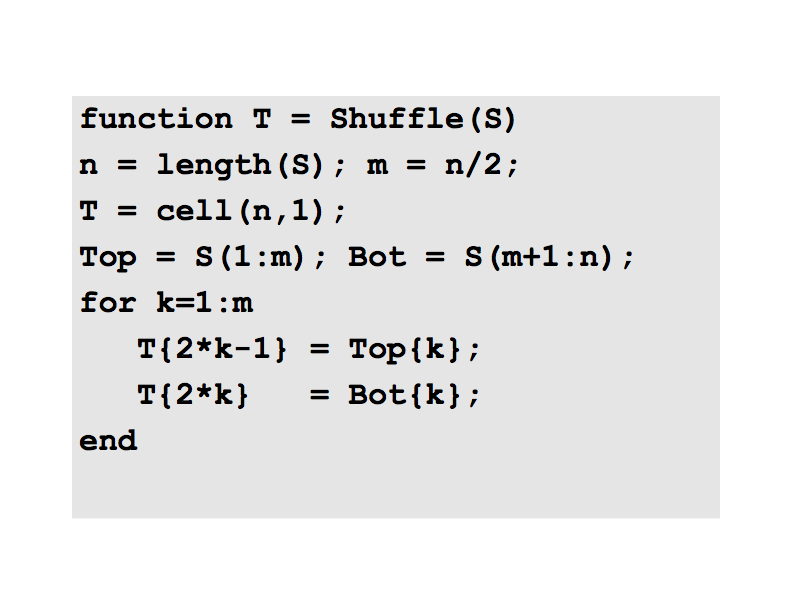 function T = Shuffle(S)
n = length(S); m = n/2;
T = cell(n,1);
Top = S(1:m); Bot = S(m+1:n);
for k=1:m
   T{2*k-1} = Top{k};
   T{2*k}   = Bot{k};
end